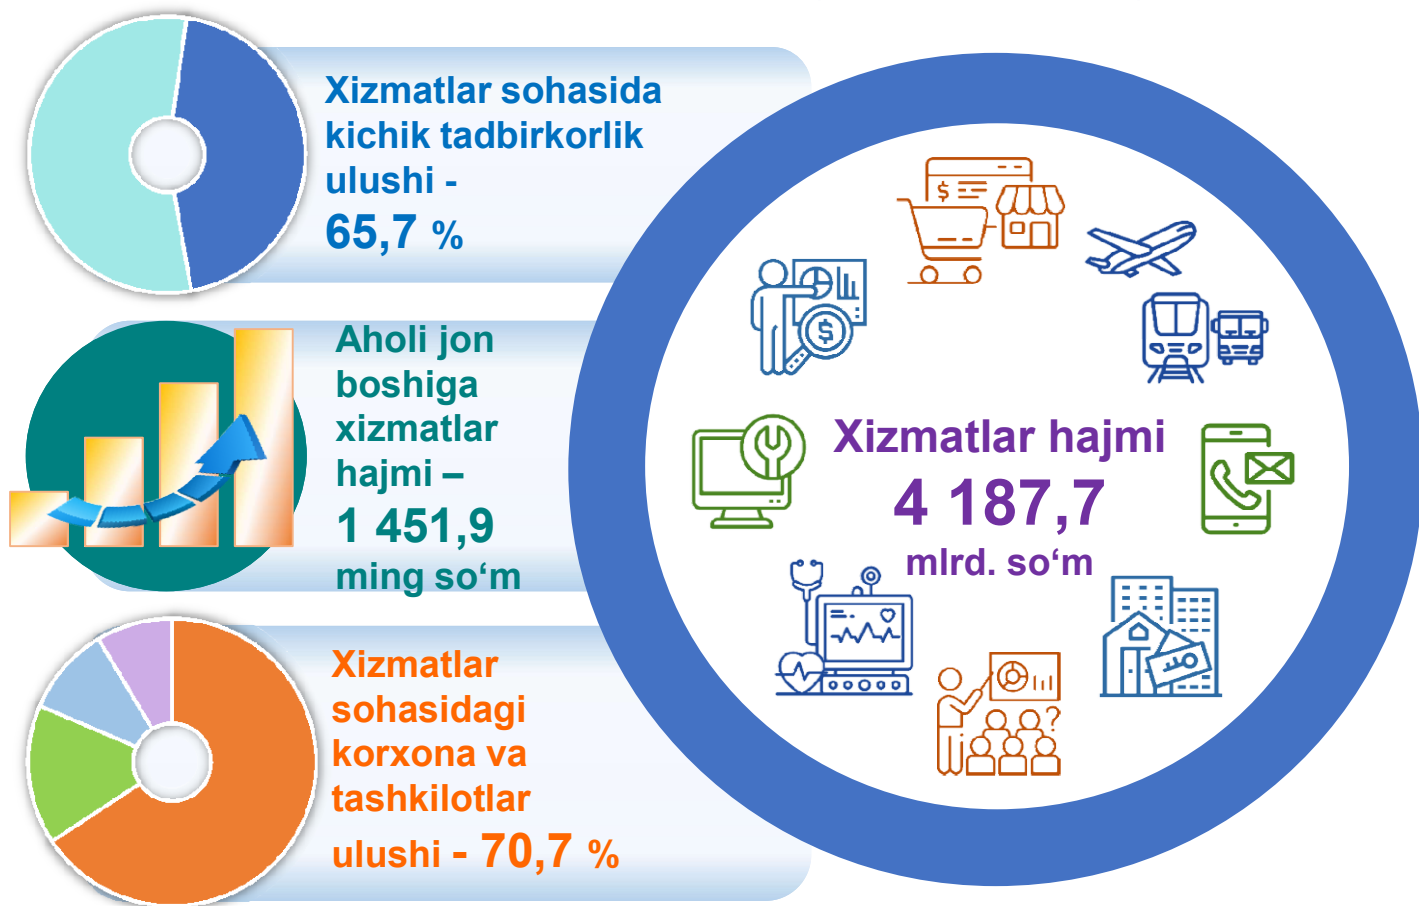 Xizmatlar sohasida
kichik tadbirkorlik
ulushi -
65,7 %
Aholi jon
boshiga
xizmatlar
hajmi –
1 451,9
ming so‘m
Xizmatlar
sohasidagi
korxona va
tashkilotlar
ulushi - 70,7 %
$
$
Xizmatlar hajmi
4 187,7
mlrd. so‘m
?